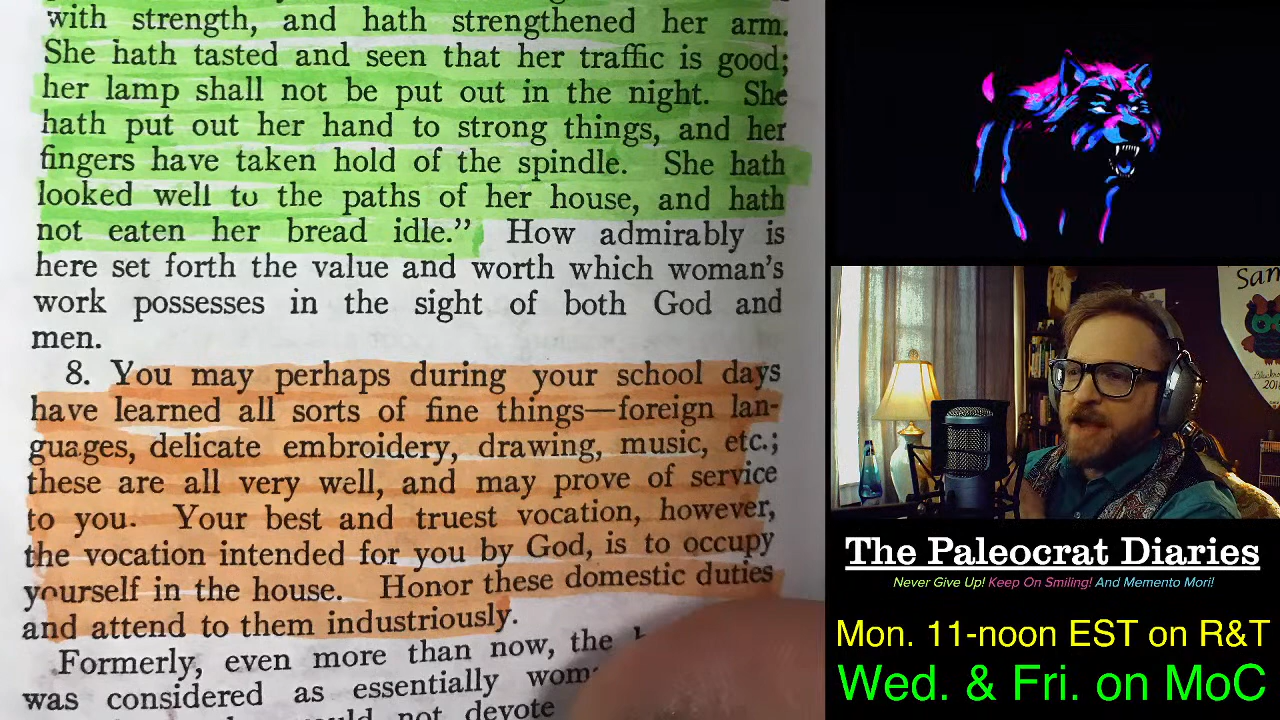 with strength, and hath strengthened her arm.
She hath tasted and seen that her traffic is good;
her lamp shall not be put out in the night. She
hath put out her hand to strong things, and her
fingers have taken hold of the spindle. She hath
looked well to the paths of her house, and hath
not eaten her bread idle.” How admirably is
here set forth the value and worth which woman’s
work possesses in the sight of both God and
men.
8. You may perhaps during your school days
have learned all sorts of fine things—foreign lan-
guages, delicate embroidery, drawing, music, etc.;
these are all very well, and may prove of service
to you. Your best and truest vocation, however,
the vocation intended for you by God, is to occupy
yourself in the house. Honor these domestic duties
and attend to them industriously.
Formerly, even more than now, the
was considered as essentially
not devote
The Paleocrat Diaries
Never Give Up! Keep On Smiling! And Memento Mori!
Mon. 11-noon EST on R&T
Wed. & Fri. on MoC